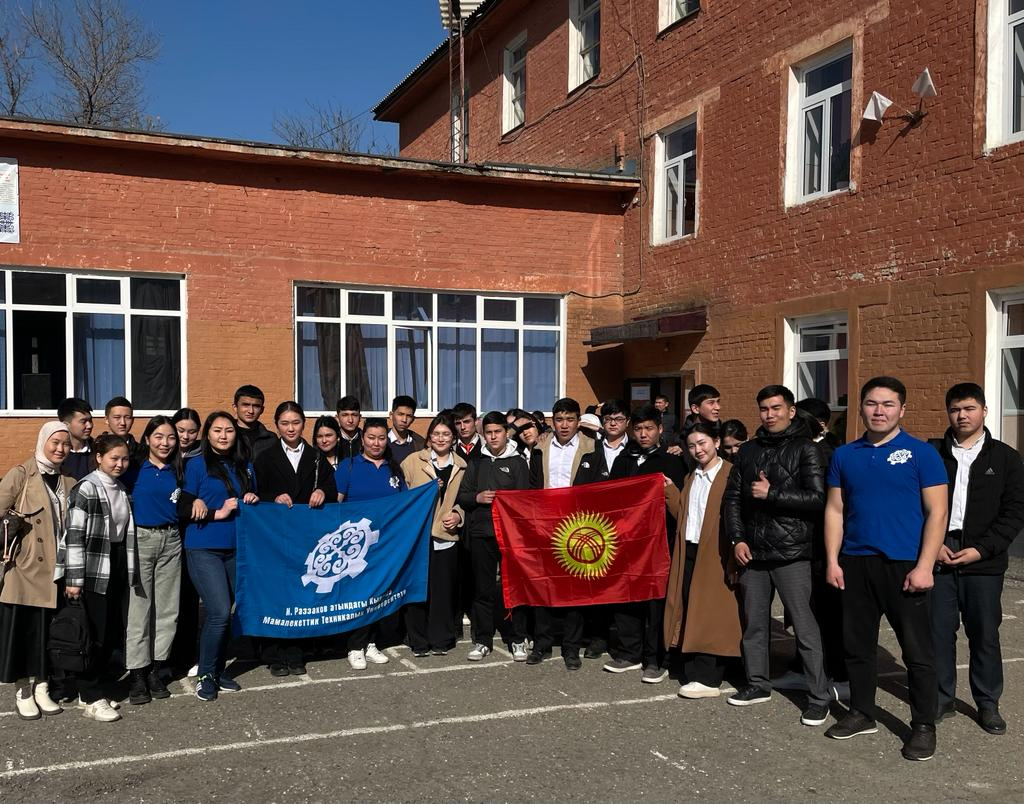 И. Раззаков атындагы Кыргыз
Мамлекеттик Техникалык Университети